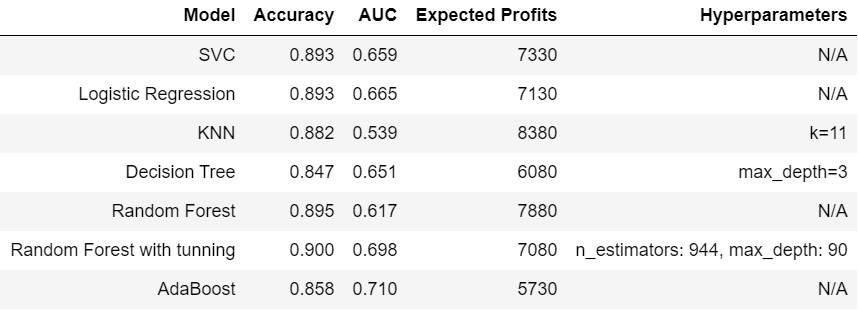 Model Accuracy AUC Expected Profits Hyperparameters
SVC 0.893 0.659 7330 N/A
Logistic Regression 0.893 0.665 7130 N/A
KNN 0.882 0.539 8380 k=11
Decision Tree 0.847 0.651 6080 max_depth=3
Random Forest 0.895 0.617 7880 N/A
Random Forest with tunning 0.900 0.698 7080 n_estimators: 944, max_depth: 90
AdaBoost 0.858 0.710 5730 N/A